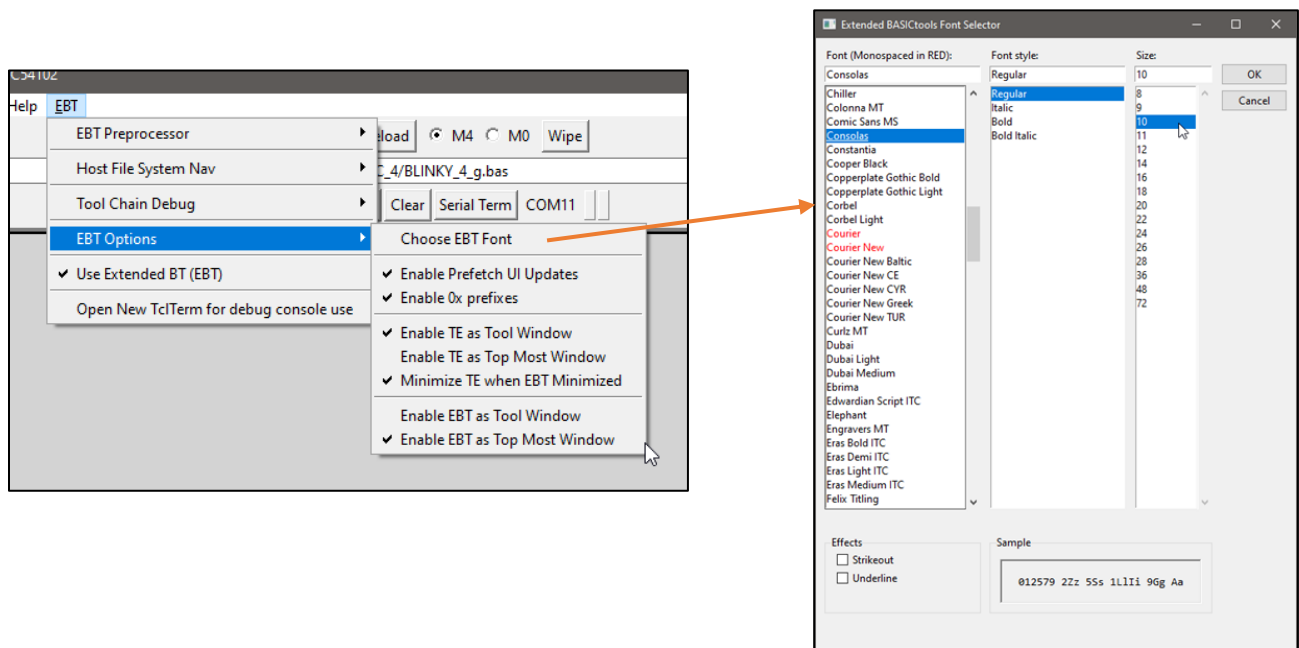 C54102
Help EBT
EBT Preprocessor
Host File System Nav
Tool Chain Debug
EBT Options
Use Extended BT (EBT)
Open New TclTerm for debug console use
M4 M0 Wipe
C_4/BLINKY_4_g.bas
Clear Serial Term COM11
Choose EBT Font
Enable Prefetch UI Updates
Enable 0x prefixes
Enable TE as Tool Window
Enable TE as Top Most Window
Minimize TE when EBT Minimized
Enable EBT as Tool Window
Enable EBT as Top Most Window
Extended BASICtools Font Selector
Font (Monospaced in RED):
Consolas
Chiller
Colonna MT
Comic Sans MS
Consolas
Constantia
Cooper Black
Copperplate Gothic Bold
Copperplate Gothic Light
Corbel
Corbel Light
Courier
Courier New
Courier New Baltic
Courier New CE
Courier New CYR
Courier New Greek
Courier New TUR
Curlz MT
Dubai
Dubai Light
Dubai Medium
Ebrima
Edwardian Script ITC
Elephant
Engravers MT
Eras Bold ITC
Eras Demi ITC
Eras Light ITC
Eras Medium ITC
Felix Titling
Font style:
Regular
Regular
Italic
Bold
Bold Italic
Size:
10
8
9
10
11
12
14
16
18
20
22
24
26
28
36
48
72
OK
Cancel
Effects
Strikeout
Underline
Sample
012579 2Zz 5Ss 1LlIi 9Gg Aa